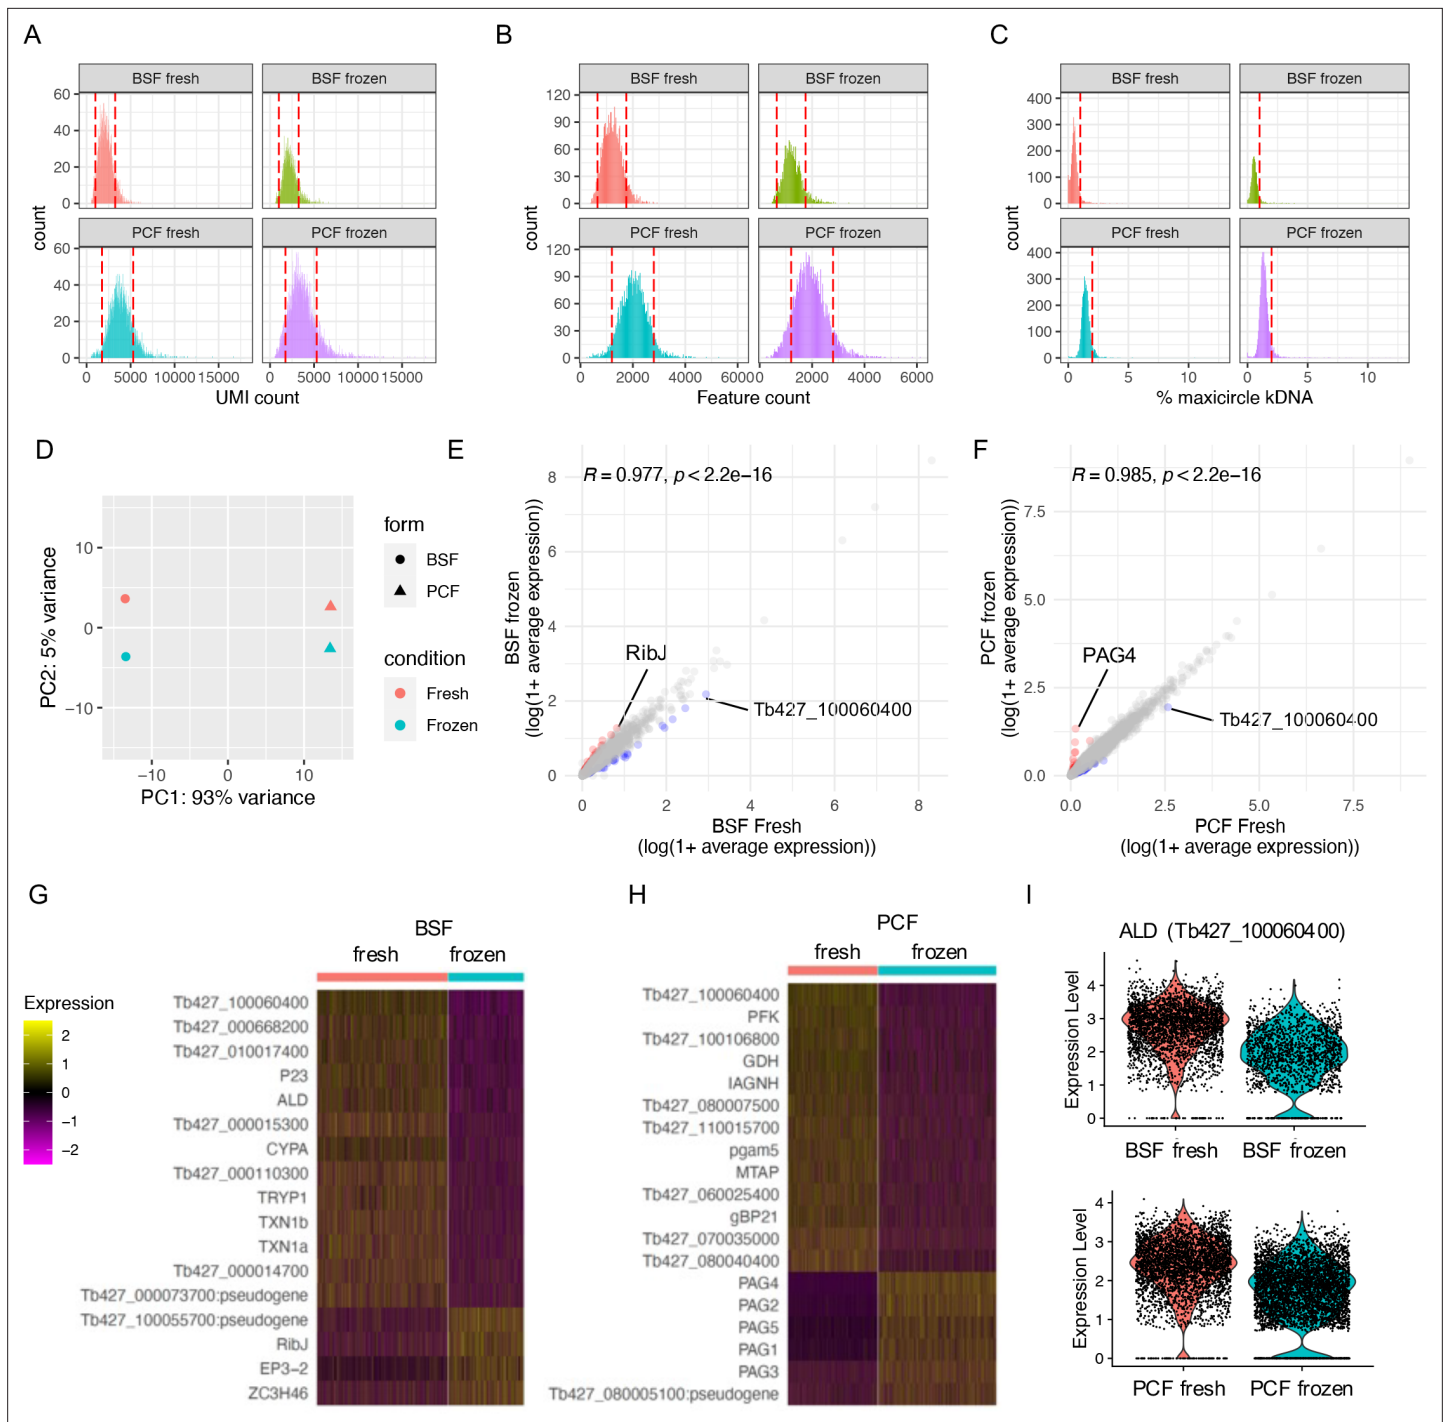 A
BSF fresh
BSF frozen
60
40
20
0
PCF fresh
PCF frozen
60
40
20
0
count
0
5000
10000
15000
0
5000
10000
15000
UMI count
B
BSF fresh
BSF frozen
120
90
60
30
0
PCF fresh
PCF frozen
120
90
60
30
0
count
0
2000
4000
6000
0
2000
4000
6000
Feature count
C
BSF fresh
BSF frozen
400
300
200
100
0
PCF fresh
PCF frozen
400
300
200
100
0
count
0
5
10
0
5
10
% maxicircle kDNA
D
10
0
−10
PC2: 5% variance
−10
0
10
PC1: 93% variance
form
BSF
PCF
condition
Fresh
Frozen
E
R = 0.977, p < 2.2e−16
8
6
4
2
0
BSF frozen
(log(1+ average expression))
RibJ
Tb427_100060400
0
2
4
6
8
BSF Fresh
(log(1+ average expression))
F
R = 0.985, p < 2.2e−16
7.5
5.0
2.5
0.0
PCF frozen
(log(1+ average expression))
PAG4
Tb427_100060400
0.0
2.5
5.0
7.5
PCF Fresh
(log(1+ average expression))
G
BSF
fresh
frozen
Expression
2
1
0
−1
−2
Tb427_100060400
Tb427_000668200
Tb427_010017400
P23
ALD
Tb427_000015300
CYPA
Tb427_000110300
TRYP1
TXN1b
TXN1a
Tb427_000014700
Tb427_000073700:pseudogene
Tb427_100055700:pseudogene
RibJ
EP3−2
ZC3H46
H
PCF
fresh
frozen
Tb427_100060400
PFK
Tb427_100106800
GDH
IAGNH
Tb427_080007500
Tb427_110015700
pgam5
MTAP
Tb427_060025400
gBP21
Tb427_070035000
Tb427_080040400
PAG4
PAG2
PAG5
PAG1
PAG3
Tb427_080005100:pseudogene
I
ALD (Tb427_100060400)
4
3
2
1
0
Expression Level
BSF fresh
BSF frozen
4
3
2
1
0
Expression Level
PCF fresh
PCF frozen